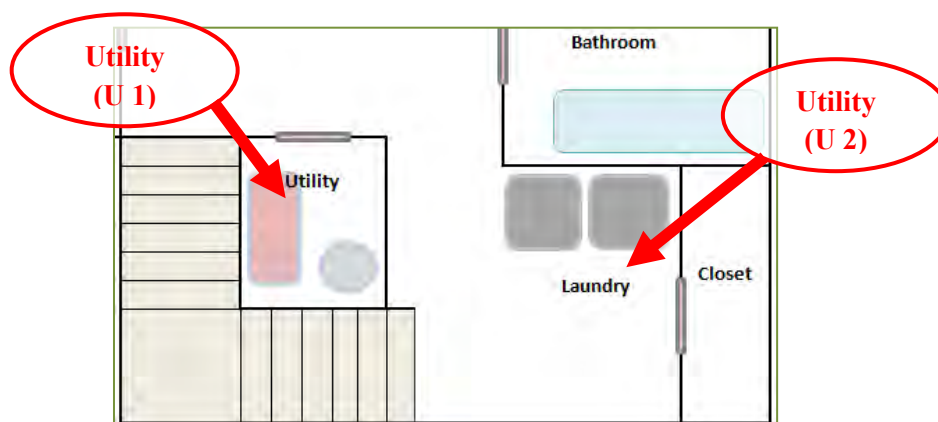 Utility
(U 1)
Bathroom
Utility
(U 2)
Utility
Laundry
Closet